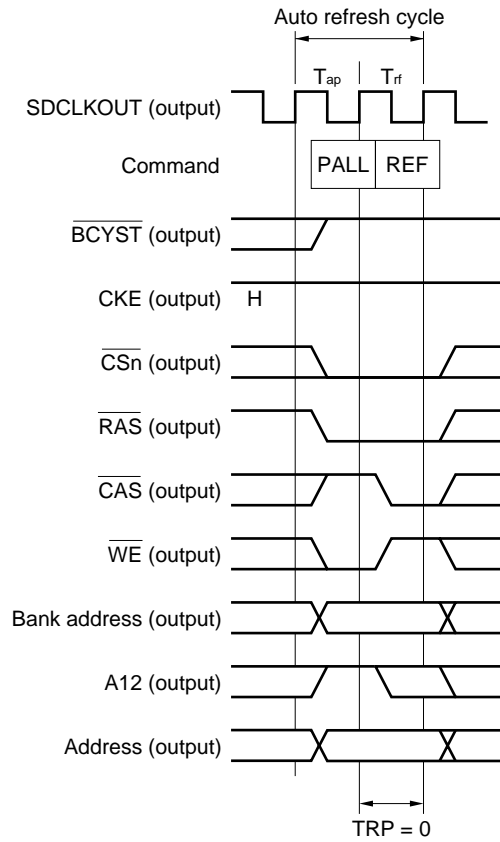 Auto refresh cycle
Tap Trf
SDCLKOUT (output)
Command PALL REF
BCYST (output)
CKE (output) H
CSn (output)
RAS (output)
CAS (output)
WE (output)
Bank address (output)
A12 (output)
Address (output)
TRP = 0